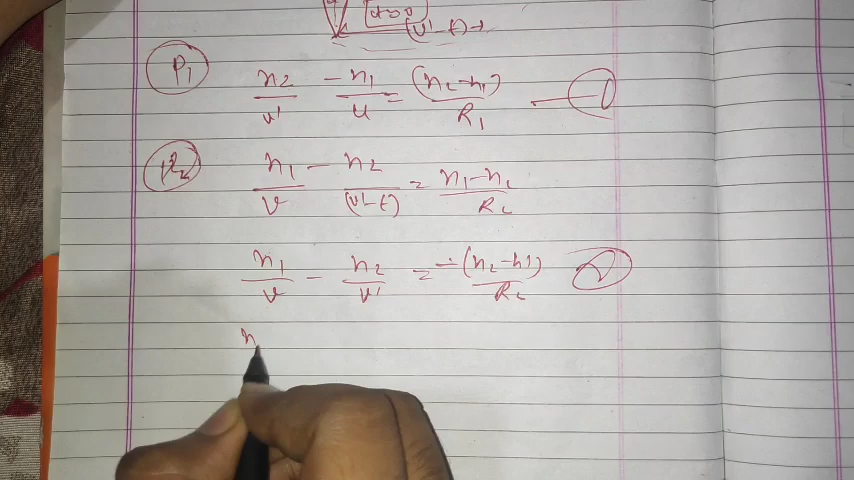 (v'-t)
P1 n2/v' - n1/u = (n2-n1)/R1 — 1
P2 n1/v - n2/(v'-t) = n1-n2/R2
n1/v - n2/v' = -(n2-n1)/R2 2
n